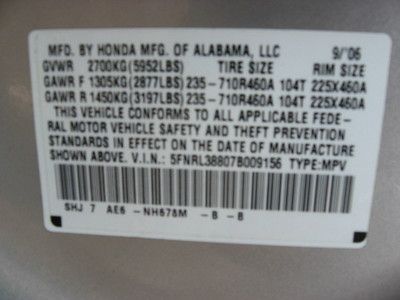 MFD. BY HONDA MFG. OF ALABAMA, LLC 9/'06
GVWR 2700KG(5952LBS) TIRE SIZE RIM SIZE
GAWR F 1305KG(2877LBS) 235-710R460A 104T 225X460A
GAWR R 1450KG(3197LBS) 235-710R460A 104T 225X460A
THIS VEHICLE CONFORMS TO ALL APPLICABLE FEDE-
RAL MOTOR VEHICLE SAFETY AND THEFT PREVENTION
STANDARDS IN EFFECT ON THE DATE OF MANUFACTURE
SHOWN ABOVE. V.I.N.: 5FNRL38807B009156 TYPE:MPV
SHJ 7 AE6 -NH678M -B -B